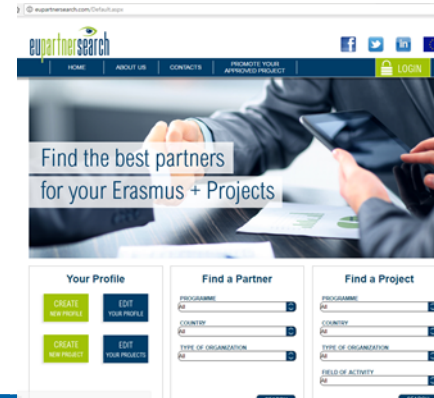 eupartnersearch.com/Default.aspx
eupartnersearch
f in
HOME ABOUT US CONTACTS PROMOTE YOUR APPROVED PROJECT LOGIN
Find the best partners
for your Erasmus + Projects
Your Profile
CREATE
NEW PROFILE
EDIT
YOUR PROFILE
CREATE
NEW PROJECT
EDIT
YOUR PROJECTS
Find a Partner
PROGRAMME
All
COUNTRY
All
TYPE OF ORGANIZATION
All
Find a Project
PROGRAMME
All
COUNTRY
All
TYPE OF ORGANIZATION
All
FIELD OF ACTIVITY
All